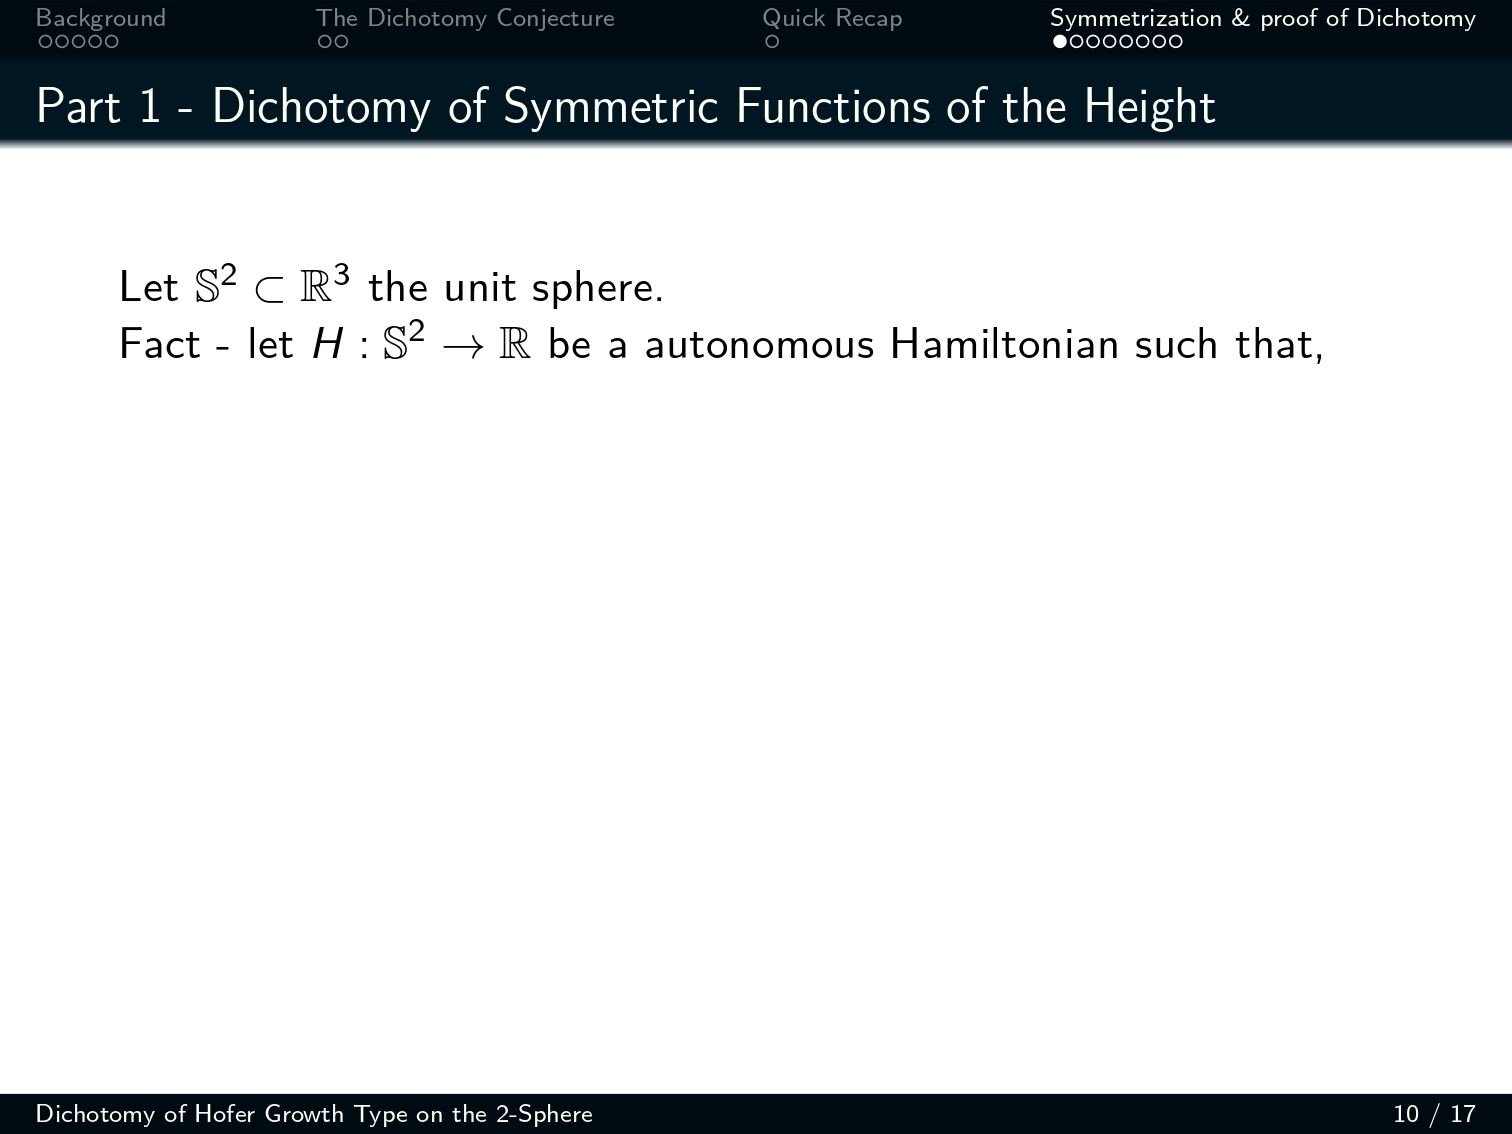 Background The Dichotomy Conjecture Quick Recap Symmetrization & proof of Dichotomy
Part 1 - Dichotomy of Symmetric Functions of the Height
Let 𝕊² ⊂ ℝ³ the unit sphere.
Fact - let H : 𝕊² → ℝ be a autonomous Hamiltonian such that,
Dichotomy of Hofer Growth Type on the 2-Sphere 10 / 17